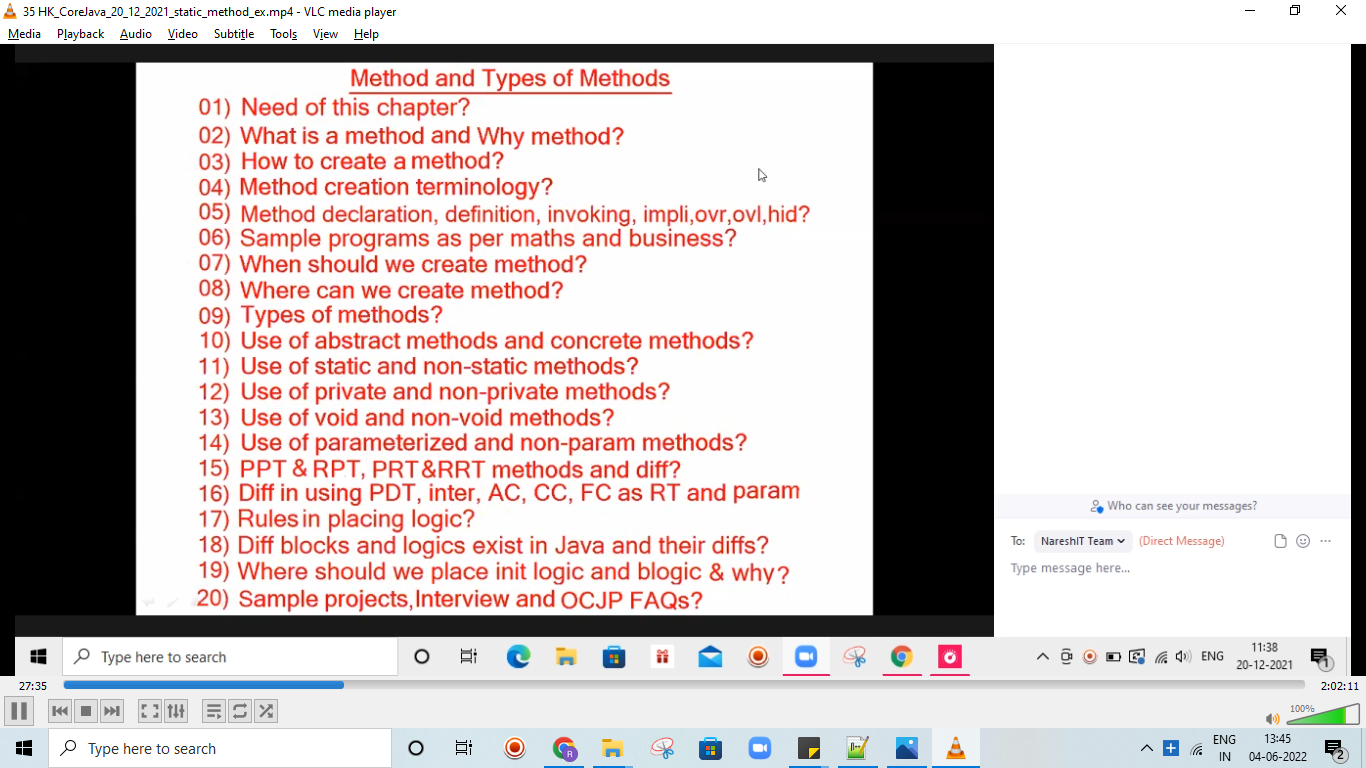 35 HK_CoreJava_20_12_2021_static_method_ex.mp4 - VLC media player
Media Playback Audio Video Subtitle Tools View Help
Method and Types of Methods
01) Need of this chapter?
02) What is a method and Why method?
03) How to create a method?
04) Method creation terminology?
05) Method declaration, definition, invoking, impli,ovr,ovl,hid?
06) Sample programs as per maths and business?
07) When should we create method?
08) Where can we create method?
09) Types of methods?
10) Use of abstract methods and concrete methods?
11) Use of static and non-static methods?
12) Use of private and non-private methods?
13) Use of void and non-void methods?
14) Use of parameterized and non-param methods?
15) PPT & RPT, PRT&RRT methods and diff?
16) Diff in using PDT, inter, AC, CC, FC as RT and param
17) Rules in placing logic?
18) Diff blocks and logics exist in Java and their diffs?
19) Where should we place init logic and blogic & why?
20) Sample projects,Interview and OCJP FAQs?
Who can see your messages?
To: NareshIT Team (Direct Message)
Type message here...
Type here to search
ENG
11:38
20-12-2021
1
27:35
2:02:11
100%
Type here to search
R
ENG
IN
13:45
04-06-2022
2